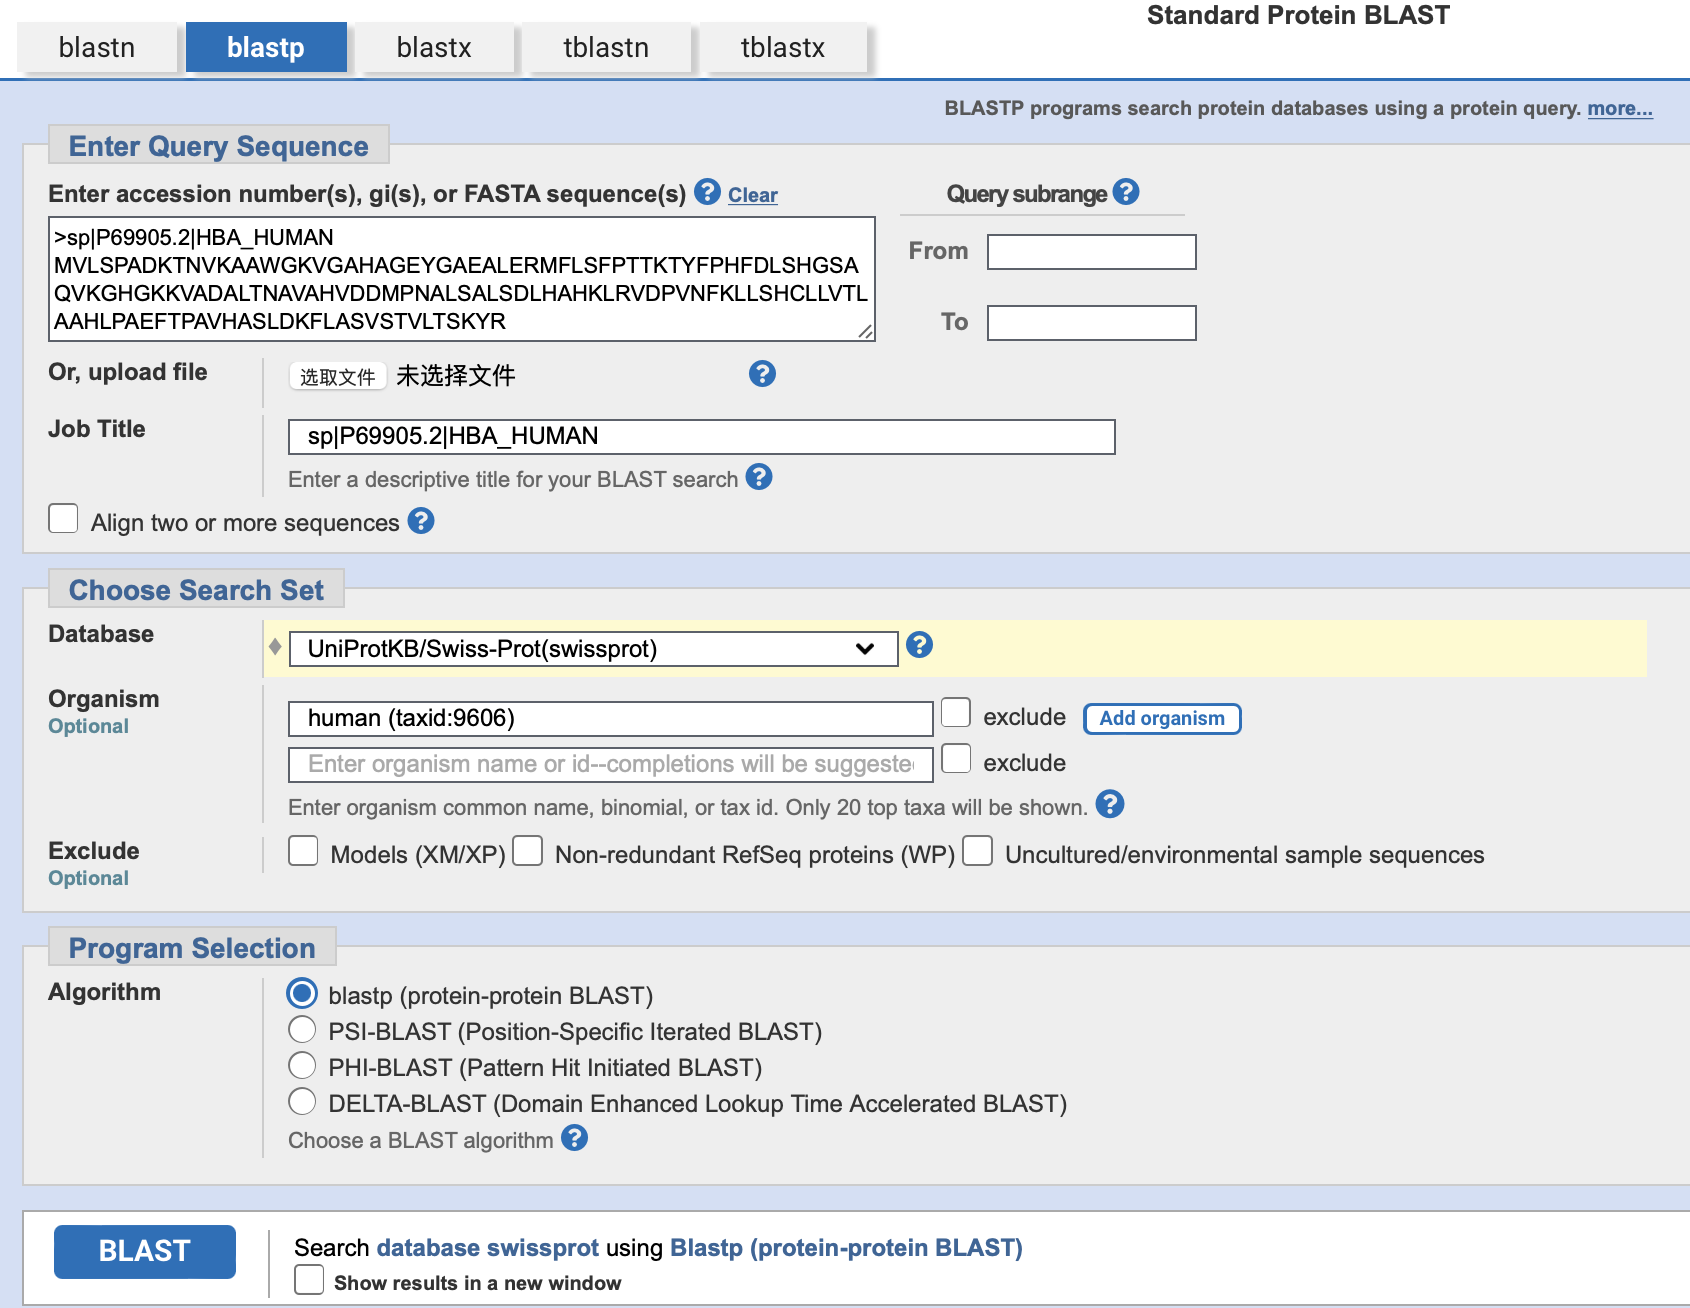 Standard Protein BLAST
blastn
blastp
blastx
tblastn
tblastx
BLASTP programs search protein databases using a protein query. more...
Enter Query Sequence
Enter accession number(s), gi(s), or FASTA sequence(s) ? Clear
Query subrange ?
>sp|P69905.2|HBA_HUMAN
MVLSPADKTNVKAAWGKVGAHAGEYGAEALERMFLSFPTTKTYFPHFDLSHGSA
QVKGHGKKVADALTNAVAHVDDMPNALSALSDLHAHKLRVDPVNFKLLSHCLLVTL
AAHLPAEFTPAVHASLDKFLASVSTVLTSKYR
From
To
Or, upload file
选取文件 未选择文件 ?
Job Title
sp|P69905.2|HBA_HUMAN
Enter a descriptive title for your BLAST search ?
Align two or more sequences ?
Choose Search Set
Database
UniProtKB/Swiss-Prot(swissprot) ?
Organism
Optional
human (taxid:9606)
exclude
Add organism
Enter organism name or id--completions will be suggested
exclude
Enter organism common name, binomial, or tax id. Only 20 top taxa will be shown. ?
Exclude
Optional
Models (XM/XP) Non-redundant RefSeq proteins (WP) Uncultured/environmental sample sequences
Program Selection
Algorithm
blastp (protein-protein BLAST)
PSI-BLAST (Position-Specific Iterated BLAST)
PHI-BLAST (Pattern Hit Initiated BLAST)
DELTA-BLAST (Domain Enhanced Lookup Time Accelerated BLAST)
Choose a BLAST algorithm ?
BLAST
Search database swissprot using Blastp (protein-protein BLAST)
Show results in a new window